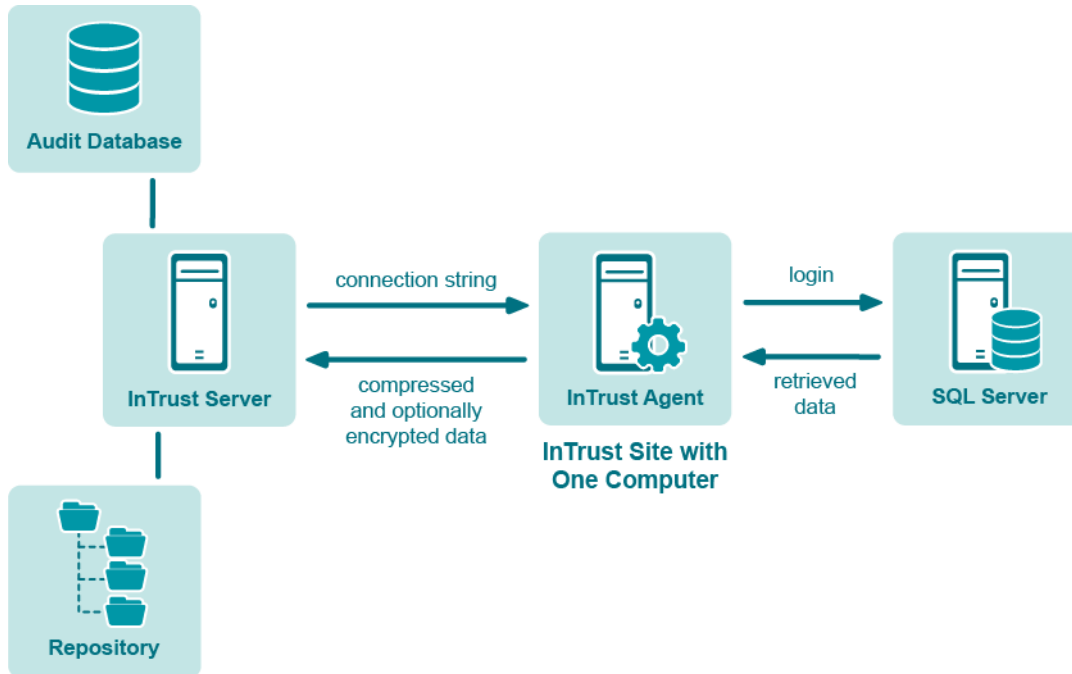 Audit Database
connection string
login
InTrust Server
compressed
and optionally
encrypted data
InTrust Agent
retrieved
data
SQL Server
InTrust Site with
One Computer
Repository